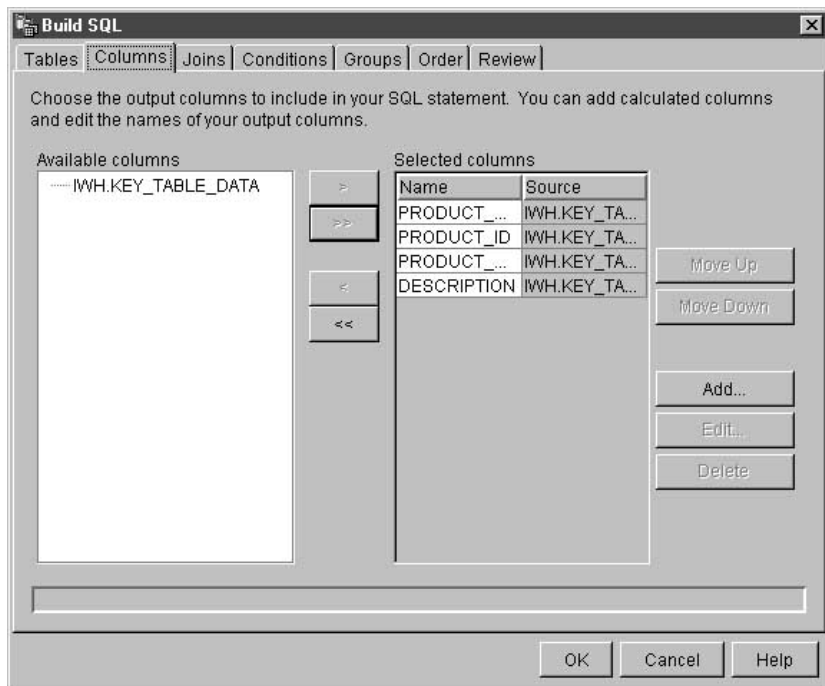 Build SQL
Tables Columns Joins Conditions Groups Order Review
Choose the output columns to include in your SQL statement. You can add calculated columns
and edit the names of your output columns.
Available columns
IWH.KEY_TABLE_DATA
>
>>
<
<<
Selected columns
Name Source
PRODUCT_... IWH.KEY_TA...
PRODUCT_ID IWH.KEY_TA...
PRODUCT_... IWH.KEY_TA...
DESCRIPTION IWH.KEY_TA...
Move Up
Move Down
Add...
Edit...
Delete
OK Cancel Help